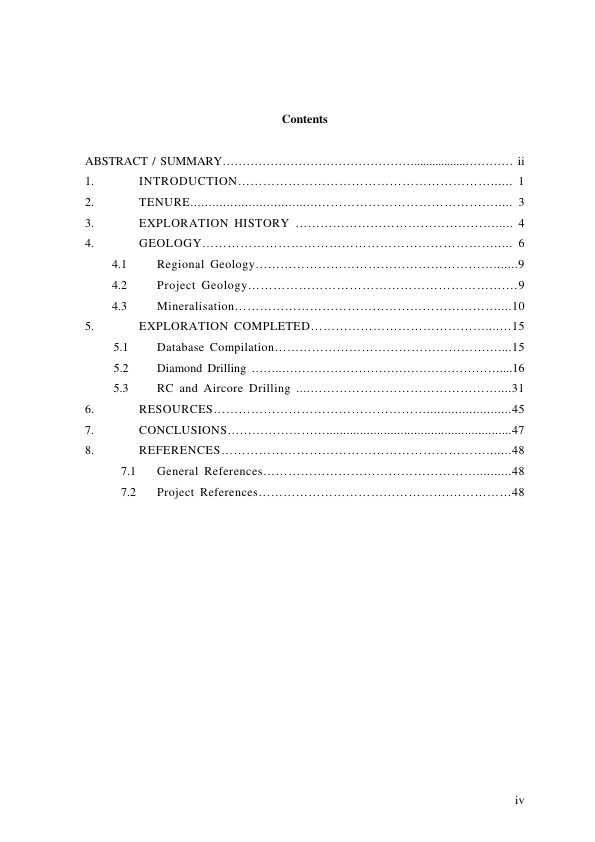 Contents
ABSTRACT / SUMMARY……………………………………….................………… ii
1. INTRODUCTION……………………………………………………...... 1
2. TENURE.................................………………………………………..... 3
3. EXPLORATION HISTORY …………………………………………..... 4
4. GEOLOGY……………………………………………………………..... 6
4.1 Regional Geology………………………………………………….......9
4.2 Project Geology………………………………………………………9
4.3 Mineralisation…………………………………………………………10
5. EXPLORATION COMPLETED……………………………………...…15
5.1 Database Compilation………………………………………………....15
5.2 Diamond Drilling ……...……………………………………………....16
5.3 RC and Aircore Drilling ....………………………………………....31
6. RESOURCES…………………………………………........................45
7. CONCLUSIONS…………………….................................................47
8. REFERENCES……………………………………………………….......48
7.1 General References……………………………………………..........48
7.2 Project References……………………………………………………48
iv